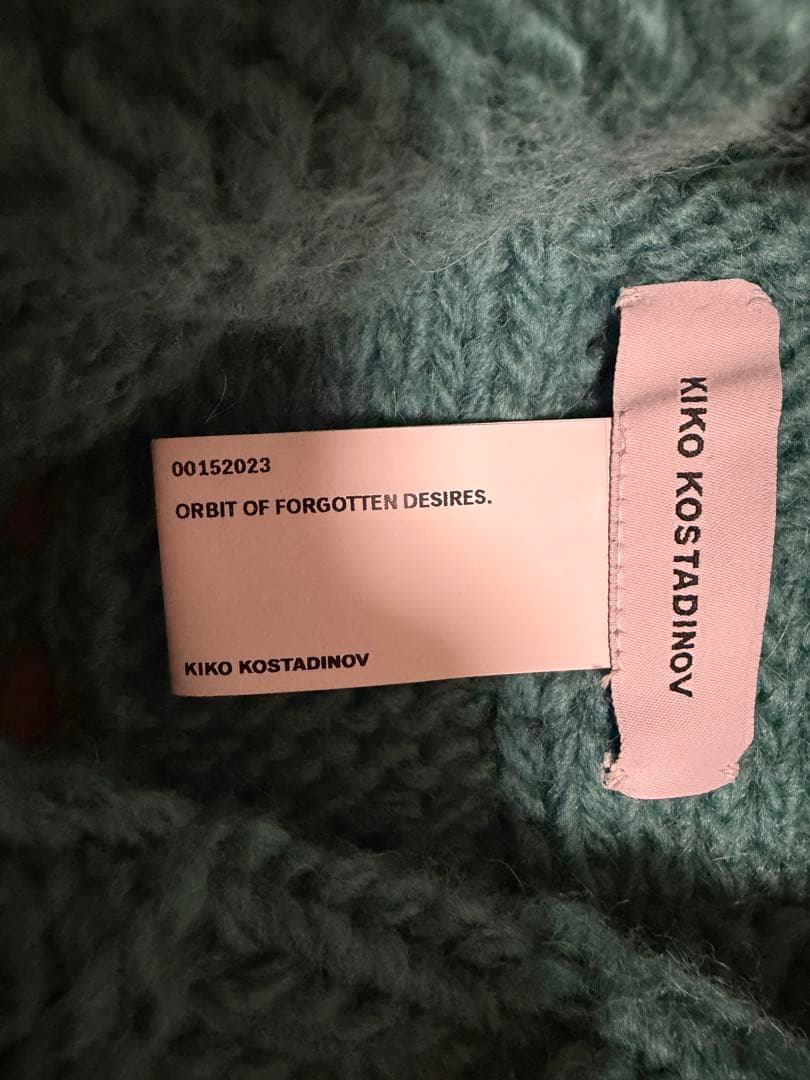 00152023
ORBIT OF FORGOTTEN DESIRES.
KIKO KOSTADINOV
KIKO KOSTADINOV